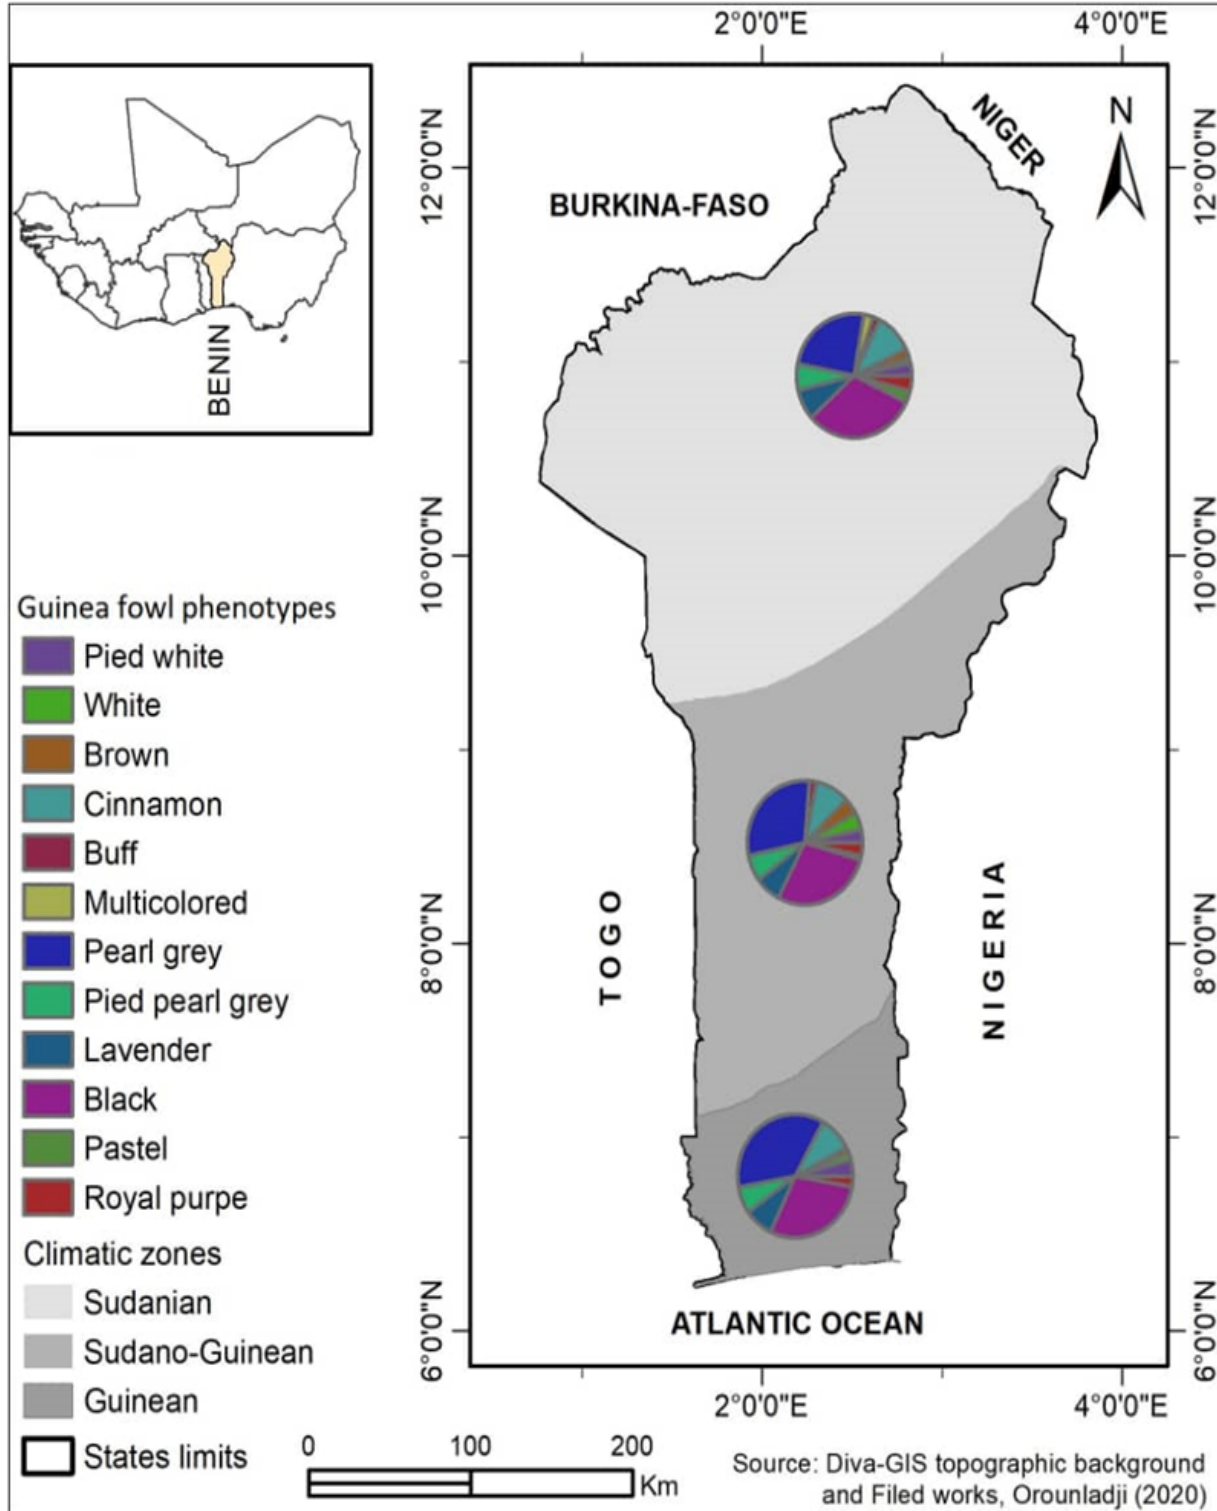 2°0'0"E
4°0'0"E
BENIN
BURKINA-FASO
NIGER
N
12°0'0"N
12°0'0"N
10°0'0"N
10°0'0"N
8°0'0"N
8°0'0"N
6°0'0"N
6°0'0"N
TOGO
NIGERIA
ATLANTIC OCEAN
2°0'0"E
4°0'0"E
Guinea fowl phenotypes
Pied white
White
Brown
Cinnamon
Buff
Multicolored
Pearl grey
Pied pearl grey
Lavender
Black
Pastel
Royal purpe
Climatic zones
Sudanian
Sudano-Guinean
Guinean
States limits
0 100 200
Km
Source: Diva-GIS topographic background
and Filed works, Orounladji (2020)